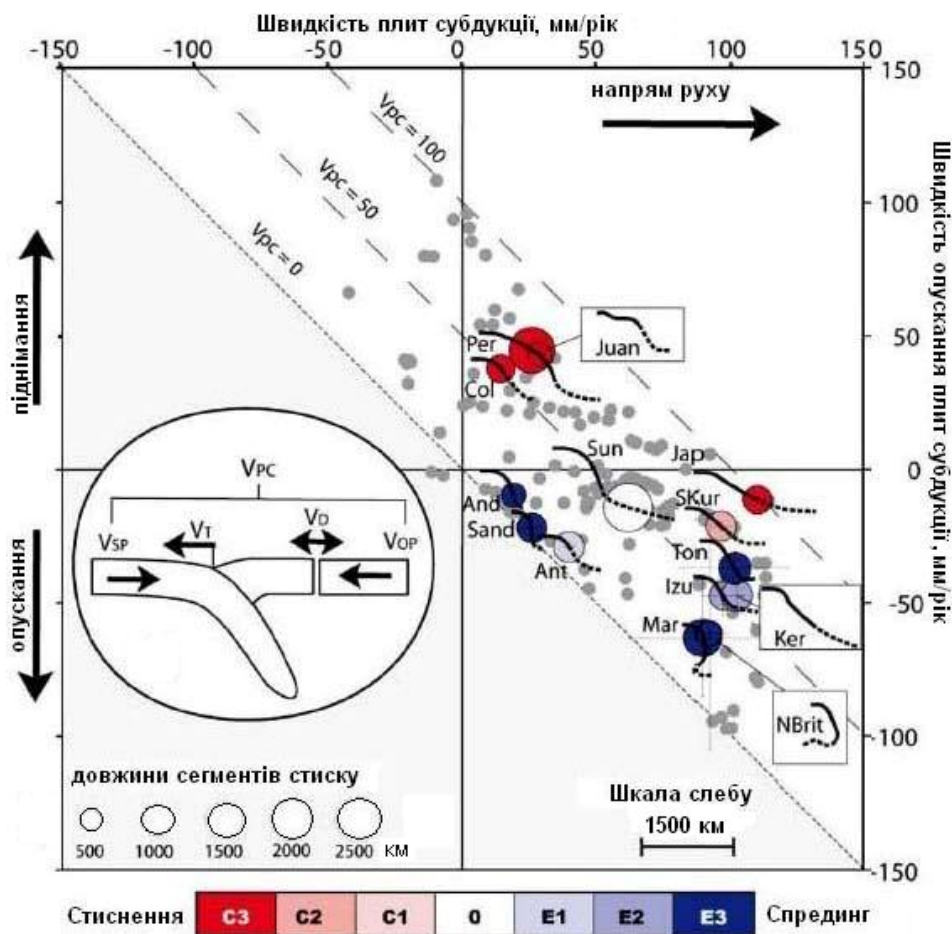 Швидкість плит субдукції, мм/рік
-150 -100 -50 0 50 100 150
150
напрям руху
Vpc = 100
Vpc = 50
Vpc = 0
100
50
0
-50
-100
-150
Швидкість опускання плит субдукції, мм/рік
піднімання
опускання
Per
Juan
Col
Sun
Jap
And
SKur
Sand
Ton
Ant
Izu
Ker
Mar
NBrit
VPC
VSP
VT
VD
VOP
довжини сегментів стиску
500 1000 1500 2000 2500 КМ
Шкала слебу
1500 км
Стиснення C3 C2 C1 0 E1 E2 E3 Спрединг